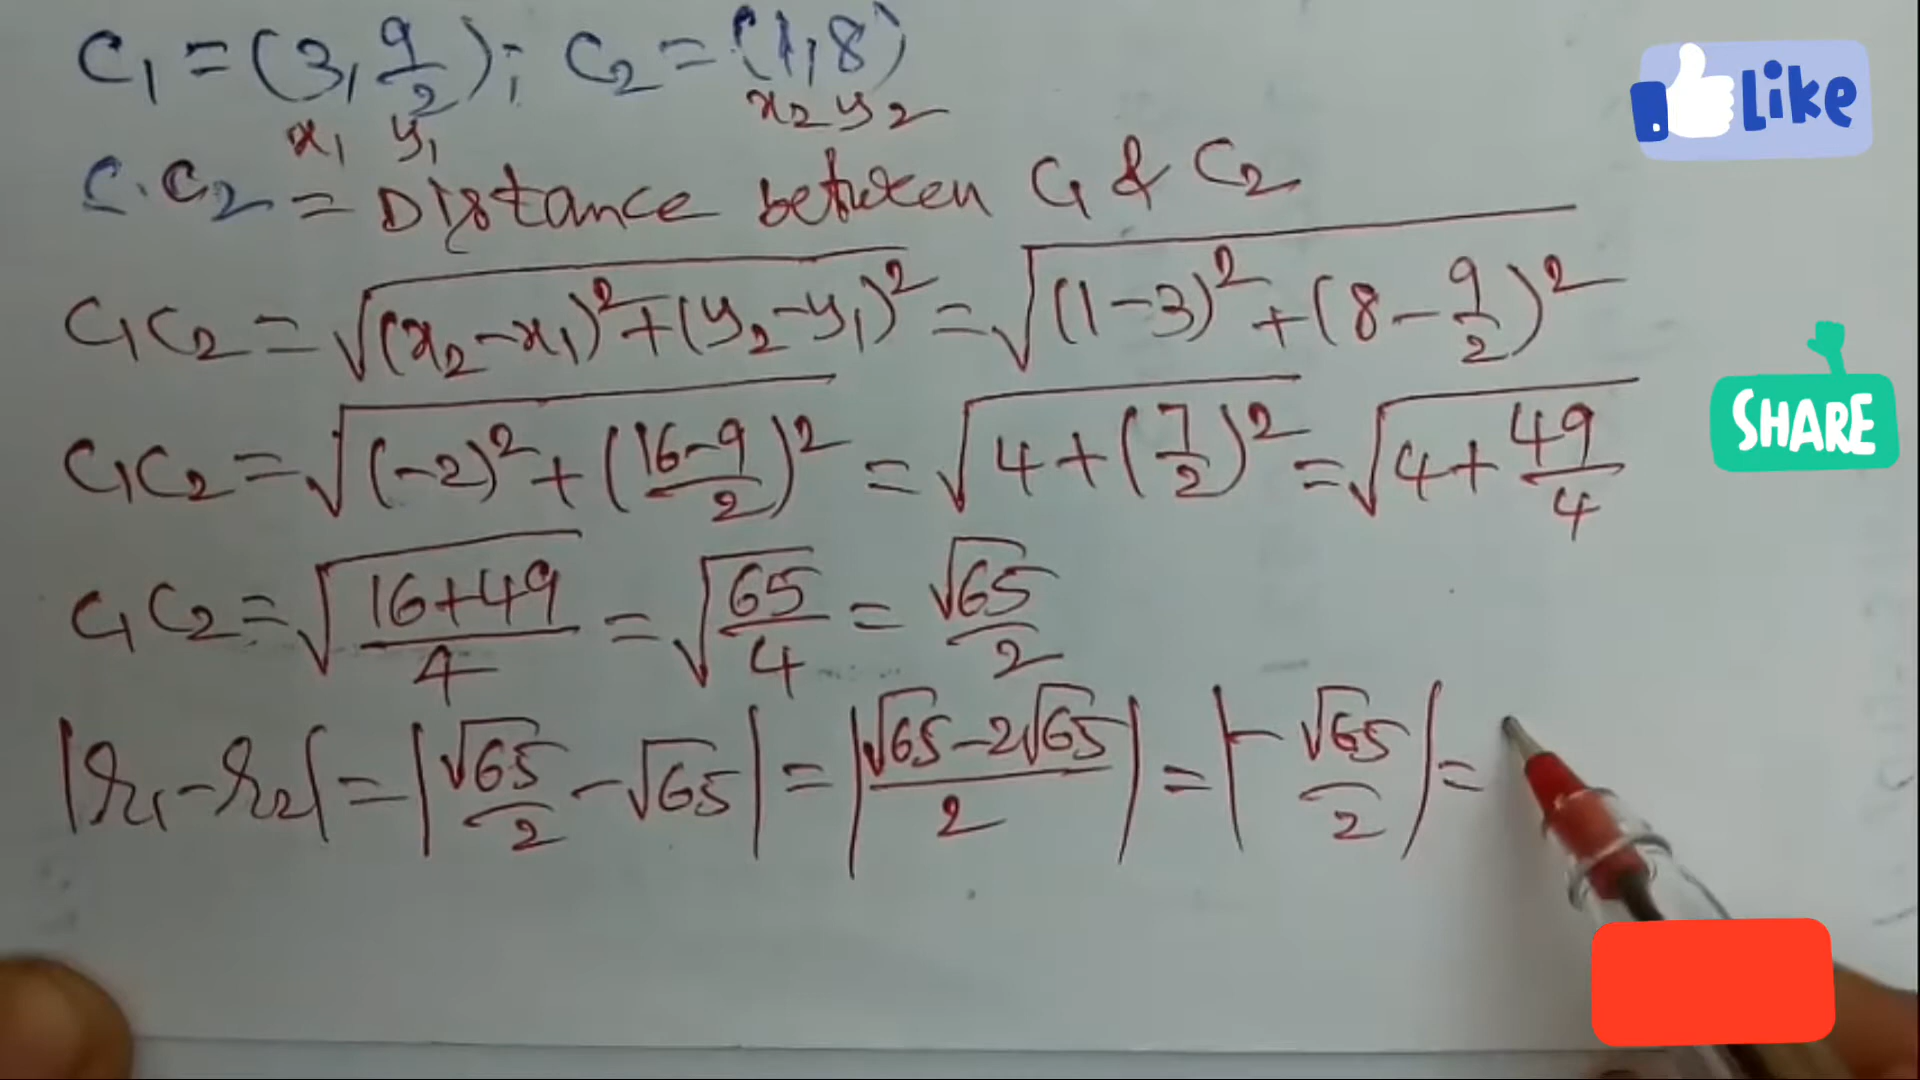 C₁ = (3, 9/2); C₂ = (1, 8)
x₁ y₁ x₂ y₂
C₁C₂ = Distance between C₁ & C₂
C₁C₂ = √((x₂-x₁)²+(y₂-y₁)²) = √((1-3)²+(8-9/2)²)
C₁C₂ = √((-2)²+((16-9)/2)²) = √(4+(7/2)²) = √(4+49/4)
C₁C₂ = √((16+49)/4) = √(65/4) = √65/2
|r₁-r₂| = |√65/2 - √65| = |(√65-2√65)/2| = |-√65/2| =
Like
SHARE